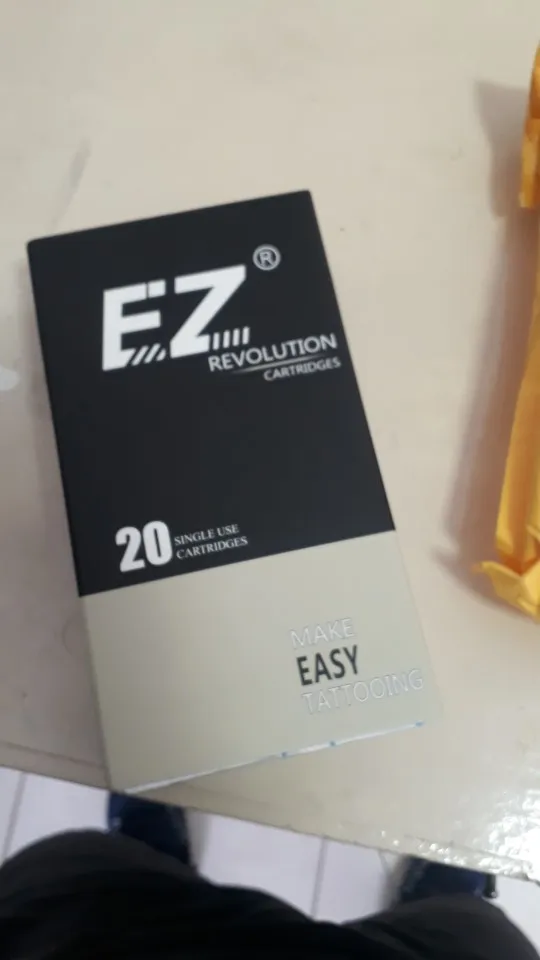 EZ ®
REVOLUTION
CARTRIDGES
20 SINGLE USE
CARTRIDGES
MAKE
EASY
TATTOOING